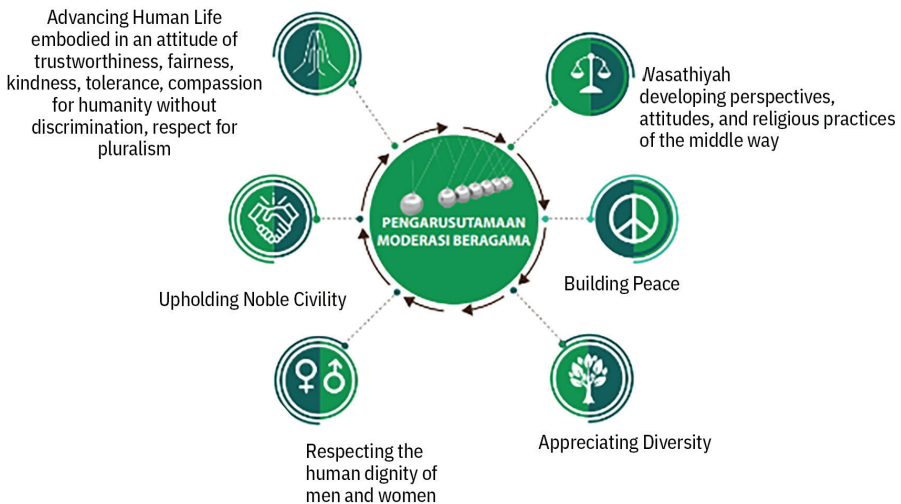 Advancing Human Life
embodied in an attitude of
trustworthiness, fairness,
kindness, tolerance, compassion
for humanity without
discrimination, respect for
pluralism
Wasathiyah
developing perspectives,
attitudes, and religious practices
of the middle way
PENGARUSUTAMAAN
MODERASI BERAGAMA
Building Peace
Upholding Noble Civility
Appreciating Diversity
Respecting the
human dignity of
men and women